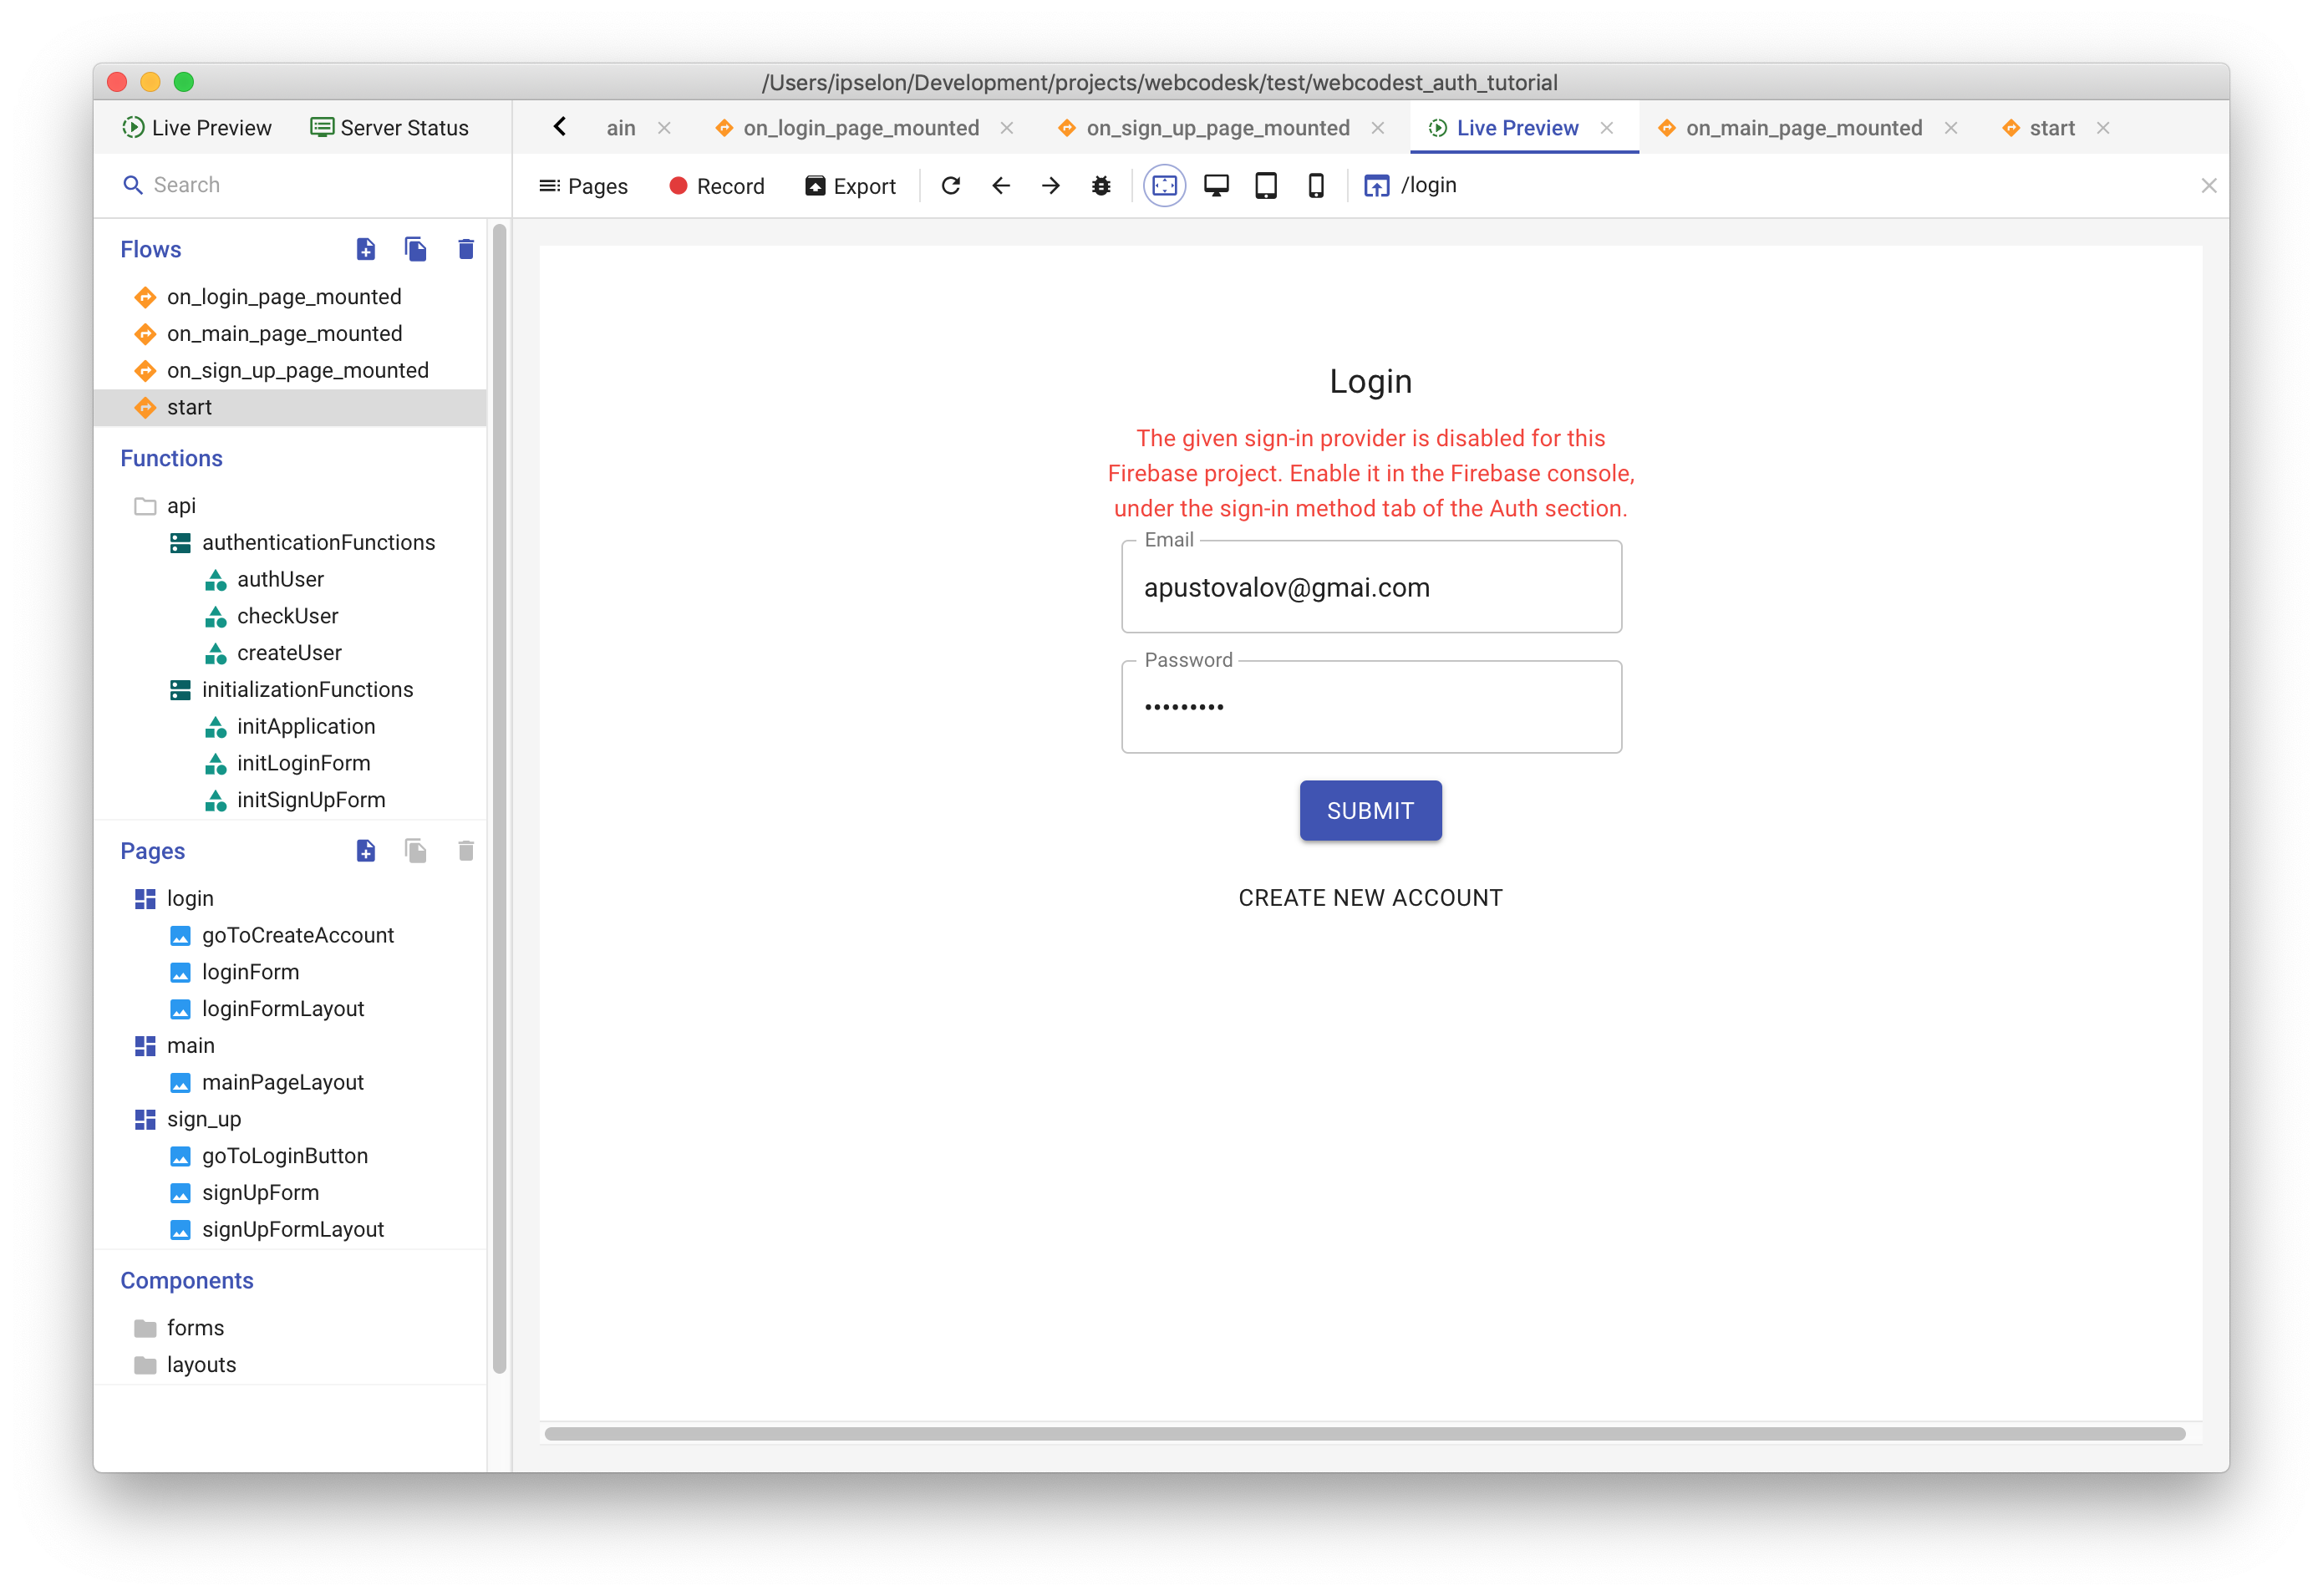 /Users/ipselon/Development/projects/webcodesk/test/webcodest_auth_tutorial
Live Preview
Server Status
ain
on_login_page_mounted
on_sign_up_page_mounted
Live Preview
on_main_page_mounted
start
Search
Pages
Record
Export
/login
Flows
on_login_page_mounted
on_main_page_mounted
on_sign_up_page_mounted
start
Functions
api
authenticationFunctions
authUser
checkUser
createUser
initializationFunctions
initApplication
initLoginForm
initSignUpForm
Pages
login
goToCreateAccount
loginForm
loginFormLayout
main
mainPageLayout
sign_up
goToLoginButton
signUpForm
signUpFormLayout
Components
forms
layouts
Login
The given sign-in provider is disabled for this
Firebase project. Enable it in the Firebase console,
under the sign-in method tab of the Auth section.
Email
apustovalov@gmai.com
Password
•••••••••
SUBMIT
CREATE NEW ACCOUNT